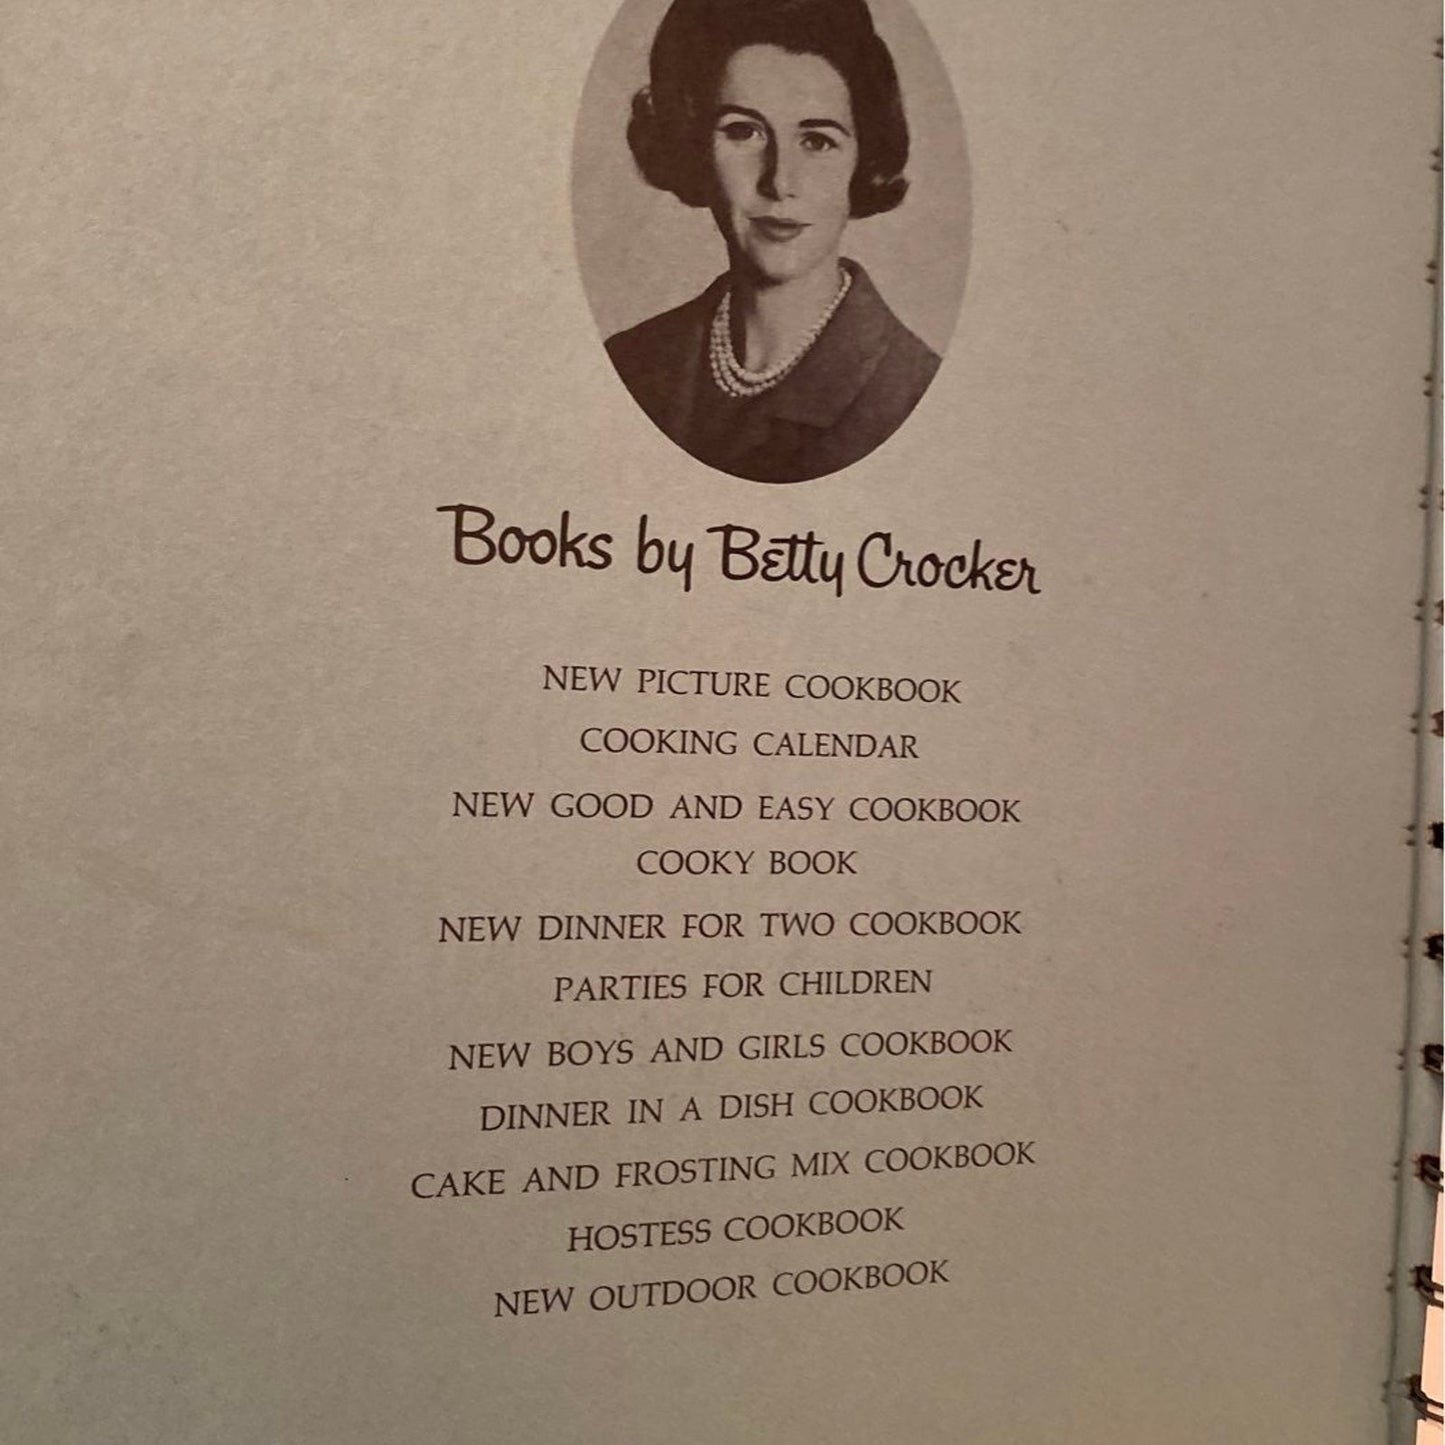 Books by Betty Crocker
NEW PICTURE COOKBOOK
COOKING CALENDAR
NEW GOOD AND EASY COOKBOOK
COOKY BOOK
NEW DINNER FOR TWO COOKBOOK
PARTIES FOR CHILDREN
NEW BOYS AND GIRLS COOKBOOK
DINNER IN A DISH COOKBOOK
CAKE AND FROSTING MIX COOKBOOK
HOSTESS COOKBOOK
NEW OUTDOOR COOKBOOK